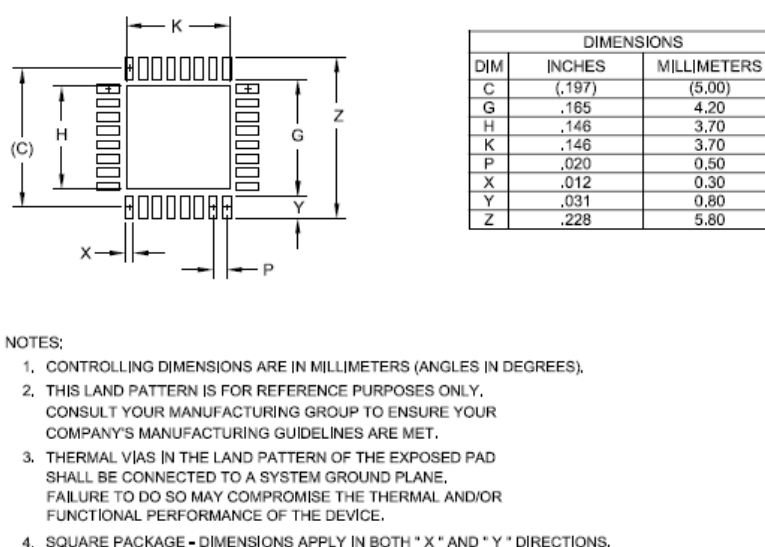 K
DIMENSIONS
DIM INCHES MILLIMETERS
C (.197) (5.00)
G .165 4.20
H .146 3.70
K .146 3.70
P .020 0.50
X .012 0.30
Y .031 0.80
Z .228 5.80
(C)
H
G
Z
Y
X
P
NOTES:
1. CONTROLLING DIMENSIONS ARE IN MILLIMETERS (ANGLES IN DEGREES).
2. THIS LAND PATTERN IS FOR REFERENCE PURPOSES ONLY.
CONSULT YOUR MANUFACTURING GROUP TO ENSURE YOUR
COMPANY'S MANUFACTURING GUIDELINES ARE MET.
3. THERMAL VIAS IN THE LAND PATTERN OF THE EXPOSED PAD
SHALL BE CONNECTED TO A SYSTEM GROUND PLANE.
FAILURE TO DO SO MAY COMPROMISE THE THERMAL AND/OR
FUNCTIONAL PERFORMANCE OF THE DEVICE.
4. SQUARE PACKAGE - DIMENSIONS APPLY IN BOTH " X " AND " Y " DIRECTIONS.